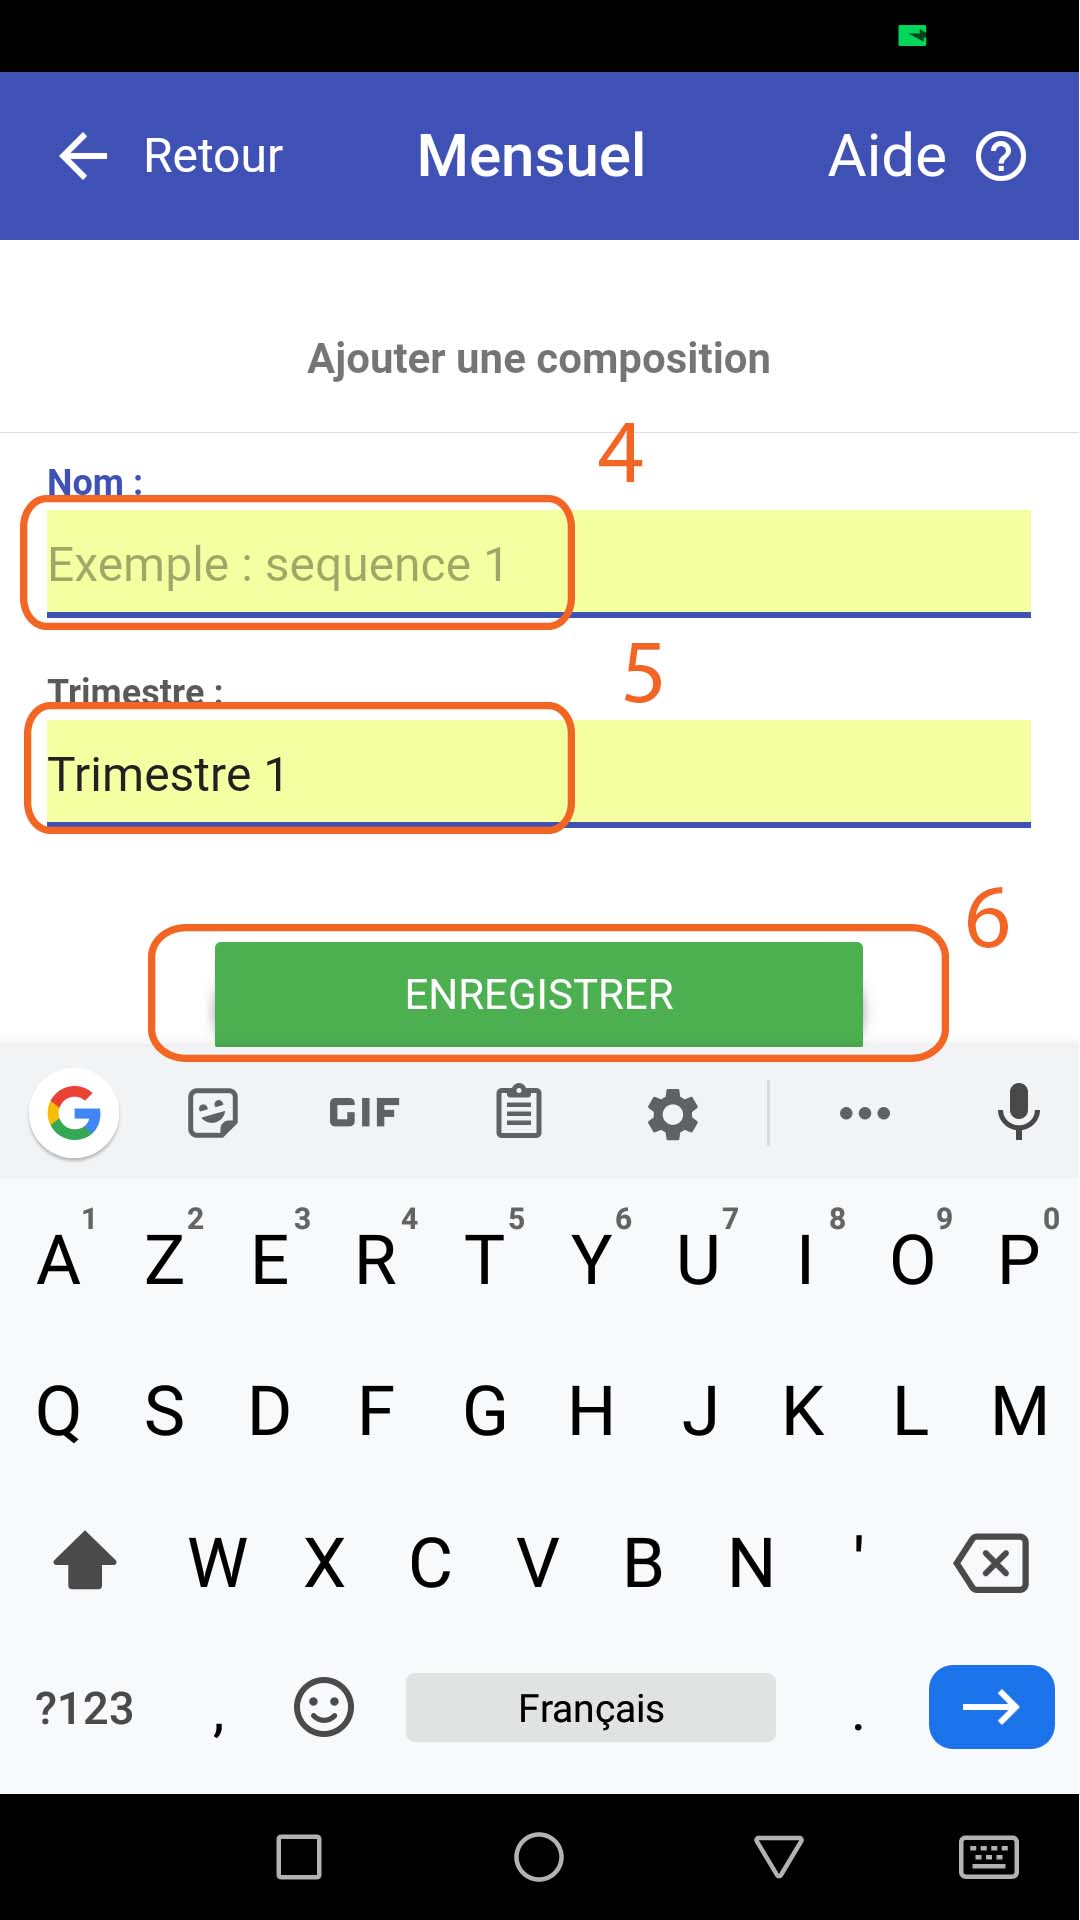 Retour Mensuel Aide ?
Ajouter une composition
4
Nom :
Exemple : sequence 1
5
Trimestre :
Trimestre 1
6
ENREGISTRER
G GIF
1 2 3 4 5 6 7 8 9 0
A Z E R T Y U I O P
Q S D F G H J K L M
W X C V B N '
?123 , Français .